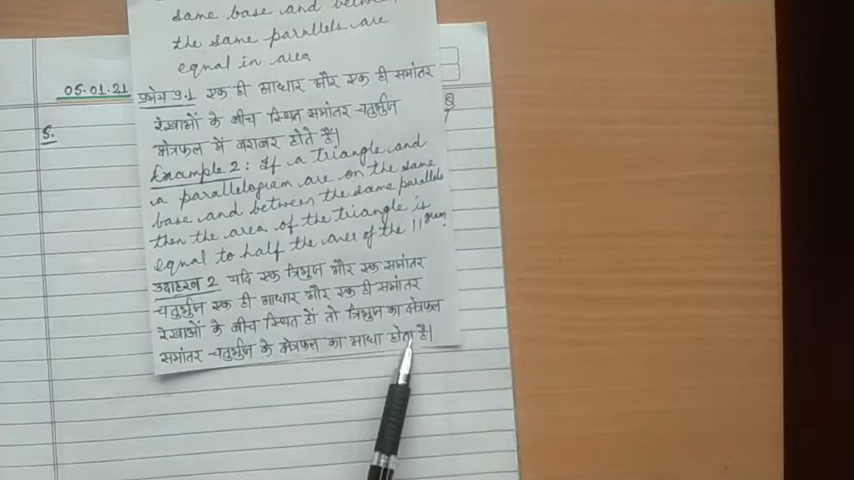 same base and between
the same parallels are
equal in area
05.01.21
प्रमेय 9.1 एक ही आधार और एक ही समांतर
5.
रेखाओं के बीच स्थित समांतर चतुर्भुज
क्षेत्रफल में बराबर होते हैं।
Example 2: If a triangle and
a parallelogram are on the same
base and between the same parallels
then the area of the triangle is
equal to half the area of the ||gram.
उदाहरण 2 यदि एक त्रिभुज और एक समांतर
चतुर्भुज एक ही आधार और एक ही समांतर
रेखाओं के बीच स्थित हों तो त्रिभुज का क्षेत्रफल
समांतर चतुर्भुज के क्षेत्रफल का आधा होता है।